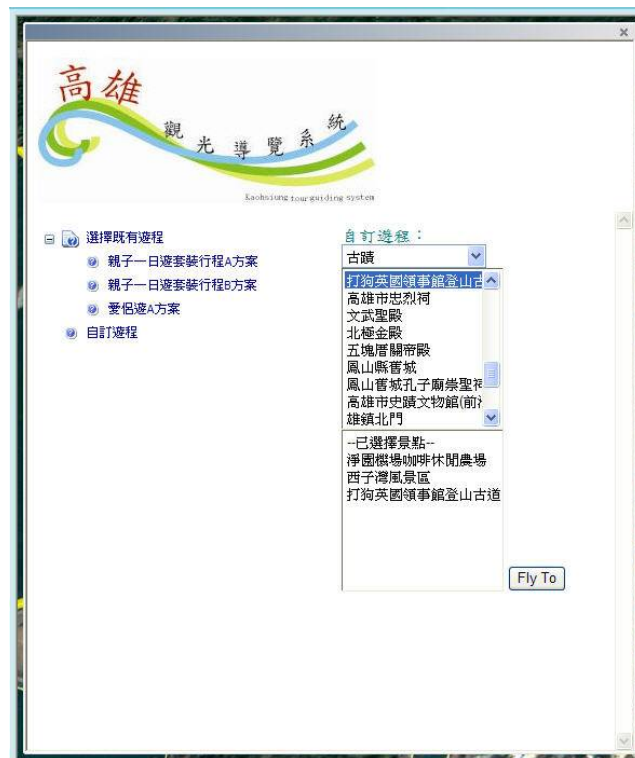 高雄
觀光導覽系統
Kaohsiung tour guiding system
選擇既有遊程
親子一日遊套裝行程A方案
親子一日遊套裝行程B方案
愛侶遊A方案
自訂遊程
自訂遊程：
古蹟
打狗英國領事館登山古
高雄市忠烈祠
文武聖殿
北極金殿
五塊厝關帝殿
鳳山縣舊城
鳳山舊城孔子廟崇聖祠
高雄市史蹟文物館(前
雄鎮北門
--已選擇景點--
淨園機場咖啡休閒農場
西子灣風景區
打狗英國領事館登山古道
Fly To